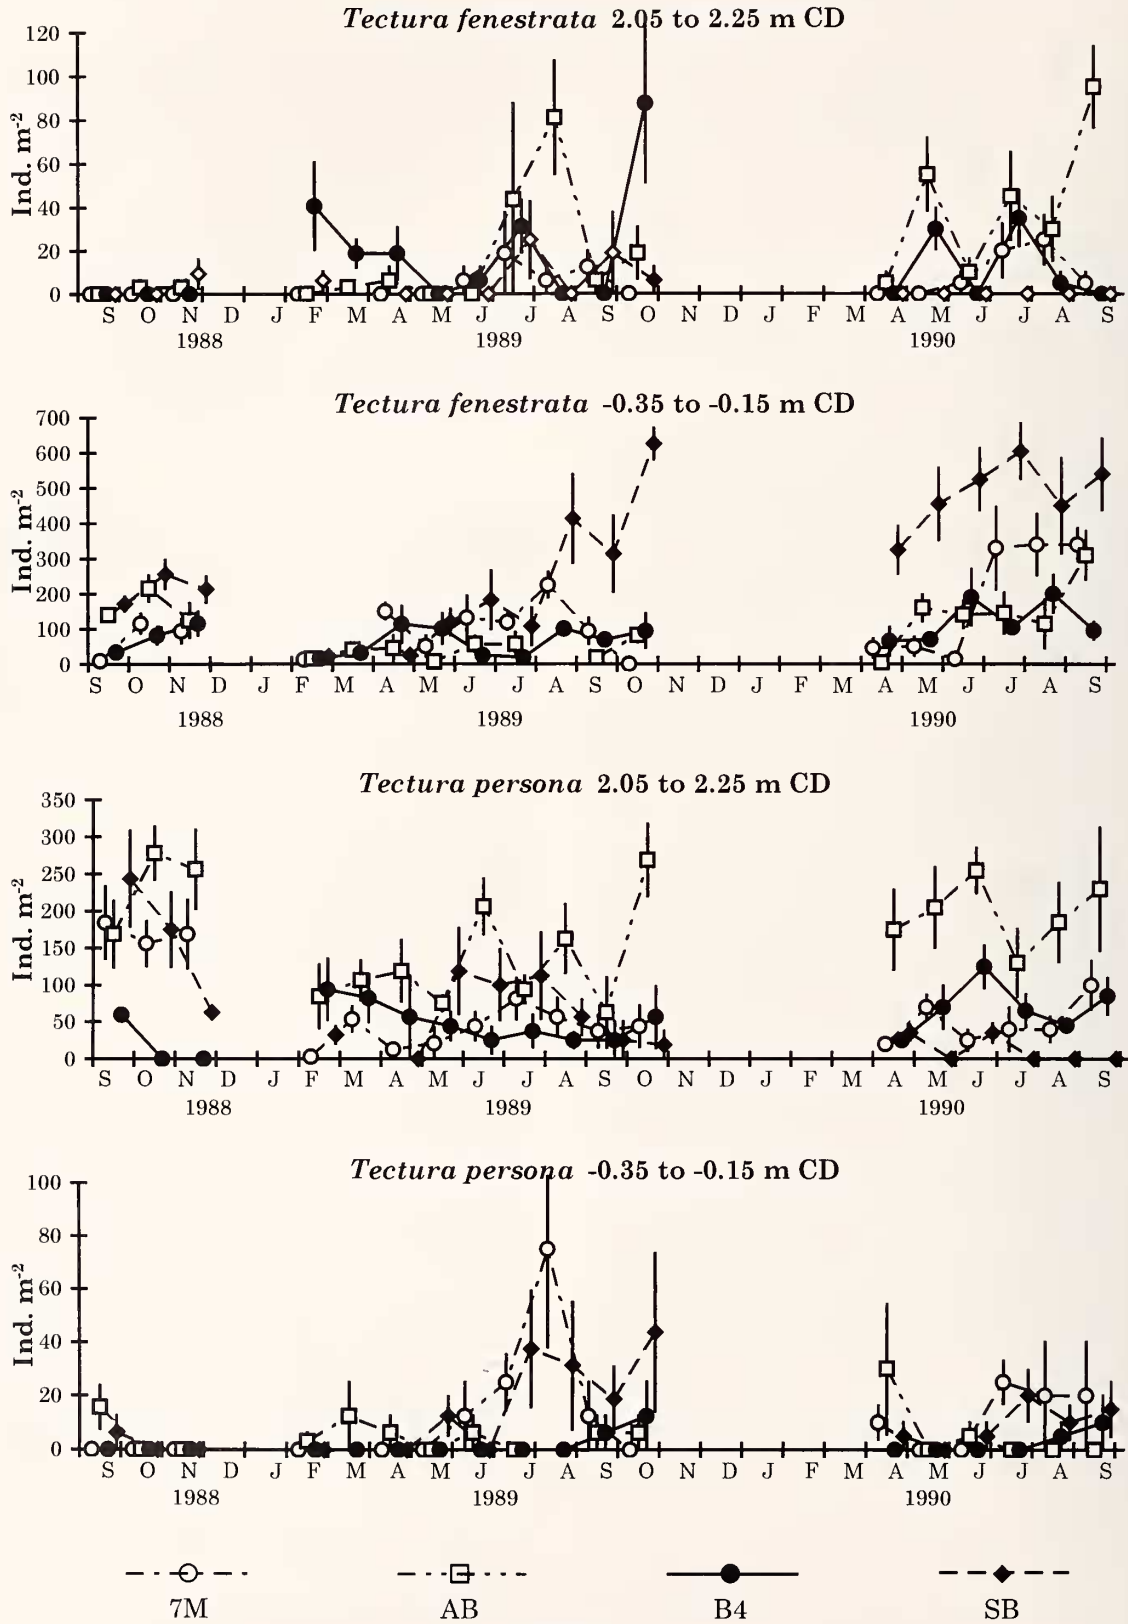 Tectura fenestrata 2.05 to 2.25 m CD
120
100
80
60
40
20
0
Ind. m-2
S O N D J F M A M J J A S O N D J F M A M J J A S
1988 1989 1990
Tectura fenestrata -0.35 to -0.15 m CD
700
600
500
400
300
200
100
0
Ind. m-2
S O N D J F M A M J J A S O N D J F M A M J J A S
1988 1989 1990
Tectura persona 2.05 to 2.25 m CD
350
300
250
200
150
100
50
0
Ind. m-2
S O N D J F M A M J J A S O N D J F M A M J J A S
1988 1989 1990
Tectura persona -0.35 to -0.15 m CD
100
80
60
40
20
0
Ind. m-2
S O N D J F M A M J J A S O N D J F M A M J J A S
1988 1989 1990
7M AB B4 SB